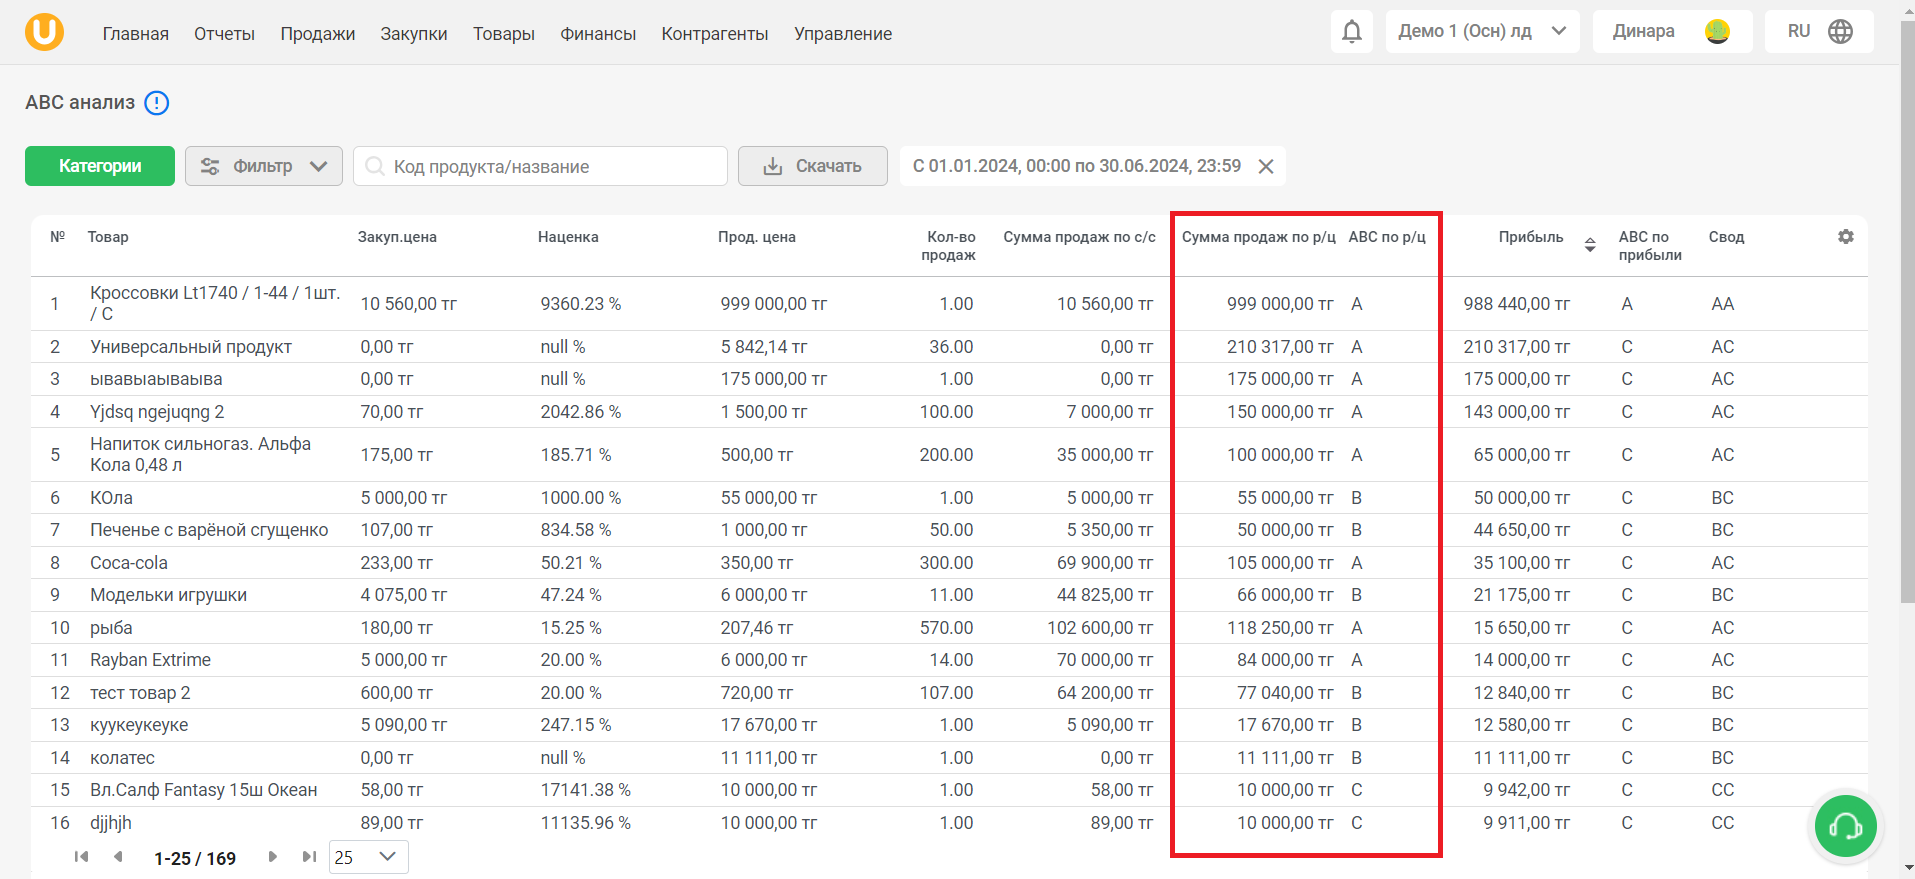 U
Главная Отчеты Продажи Закупки Товары Финансы Контрагенты Управление Демо 1 (Осн) лд Динара RU
ABC анализ
Категории Фильтр Код продукта/название Скачать С 01.01.2024, 00:00 по 30.06.2024, 23:59
№ Товар Закуп.цена Наценка Прод. цена Кол-во продаж Сумма продаж по с/с Сумма продаж по р/ц ABC по р/ц Прибыль ABC по прибыли Свод
1 Кроссовки Lt1740 / 1-44 / 1шт. / С 10 560,00 тг 9360.23 % 999 000,00 тг 1.00 10 560,00 тг 999 000,00 тг A 988 440,00 тг A AA
2 Универсальный продукт 0,00 тг null % 5 842,14 тг 36.00 0,00 тг 210 317,00 тг A 210 317,00 тг C AC
3 ывавыаываыва 0,00 тг null % 175 000,00 тг 1.00 0,00 тг 175 000,00 тг A 175 000,00 тг C AC
4 Yjdsq ngejuqng 2 70,00 тг 2042.86 % 1 500,00 тг 100.00 7 000,00 тг 150 000,00 тг A 143 000,00 тг C AC
5 Напиток сильногаз. Альфа Кола 0,48 л 175,00 тг 185.71 % 500,00 тг 200.00 35 000,00 тг 100 000,00 тг A 65 000,00 тг C AC
6 КОла 5 000,00 тг 1000.00 % 55 000,00 тг 1.00 5 000,00 тг 55 000,00 тг B 50 000,00 тг C BC
7 Печенье с варёной сгущенко 107,00 тг 834.58 % 1 000,00 тг 50.00 5 350,00 тг 50 000,00 тг B 44 650,00 тг C BC
8 Coca-cola 233,00 тг 50.21 % 350,00 тг 300.00 69 900,00 тг 105 000,00 тг A 35 100,00 тг C AC
9 Модельки игрушки 4 075,00 тг 47.24 % 6 000,00 тг 11.00 44 825,00 тг 66 000,00 тг B 21 175,00 тг C BC
10 рыба 180,00 тг 15.25 % 207,46 тг 570.00 102 600,00 тг 118 250,00 тг A 15 650,00 тг C AC
11 Rayban Extrime 5 000,00 тг 20.00 % 6 000,00 тг 14.00 70 000,00 тг 84 000,00 тг A 14 000,00 тг C AC
12 тест товар 2 600,00 тг 20.00 % 720,00 тг 107.00 64 200,00 тг 77 040,00 тг B 12 840,00 тг C BC
13 куукеукеуке 5 090,00 тг 247.15 % 17 670,00 тг 1.00 5 090,00 тг 17 670,00 тг B 12 580,00 тг C BC
14 колатес 0,00 тг null % 11 111,00 тг 1.00 0,00 тг 11 111,00 тг B 11 111,00 тг C BC
15 Вл.Салф Fantasy 15ш Океан 58,00 тг 17141.38 % 10 000,00 тг 1.00 58,00 тг 10 000,00 тг C 9 942,00 тг C CC
16 djjhjh 89,00 тг 11135.96 % 10 000,00 тг 1.00 89,00 тг 10 000,00 тг C 9 911,00 тг C CC
1-25 / 169 25